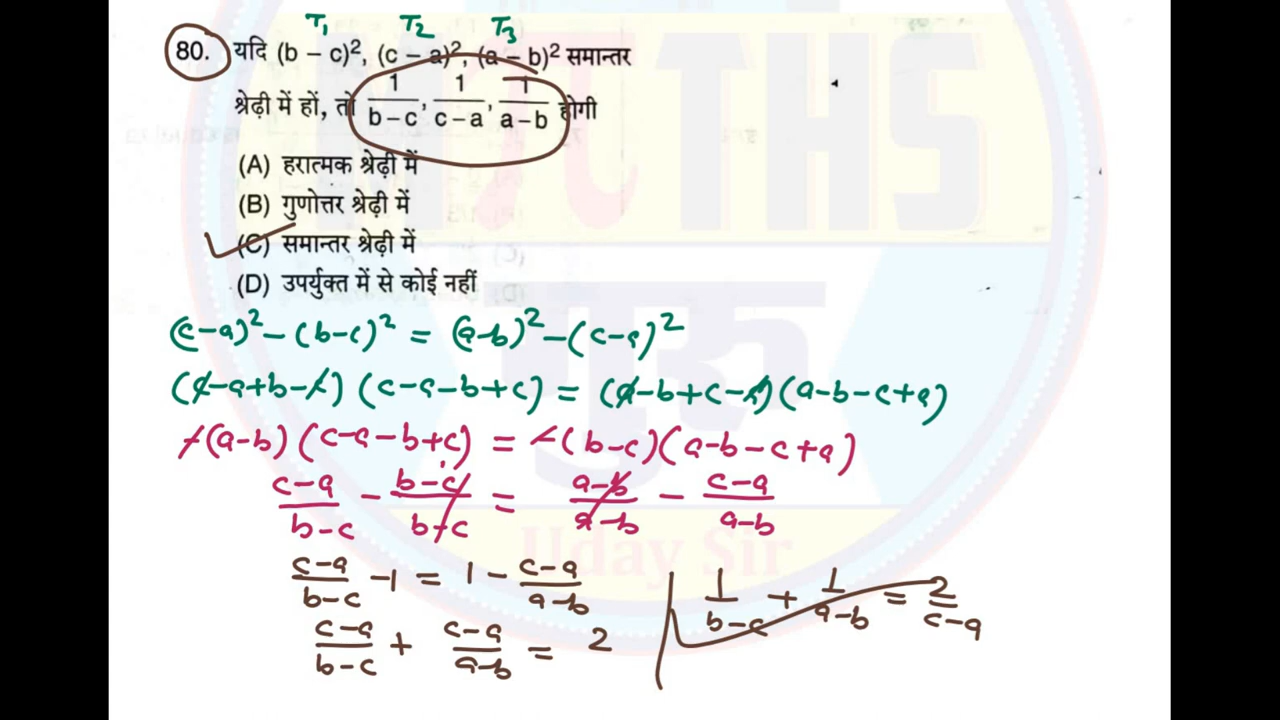 T₁ T₂ T₃
80. यदि (b – c)², (c – a)², (a – b)² समान्तर
श्रेढ़ी में हों, तो 1/(b–c), 1/(c–a), 1/(a–b) होगी
(A) हरात्मक श्रेढ़ी में
(B) गुणोत्तर श्रेढ़ी में
(C) समान्तर श्रेढ़ी में
(D) उपर्युक्त में से कोई नहीं
(c-a)² - (b-c)² = (a-b)² - (c-a)²
(c-a+b-c) (c-a-b+c) = (a-b+c-a) (a-b-c+a)
-(a-b) (c-a-b+c) = -(b-c) (a-b-c+a)
(c-a)/(b-c) - (b-c)/(b-c) = (a-b)/(a-b) - (c-a)/(a-b)
(c-a)/(b-c) - 1 = 1 - (c-a)/(a-b)
(c-a)/(b-c) + (c-a)/(a-b) = 2
1/(b-c) + 1/(a-b) = 2/(c-a)
MATHS
गुरु
Uday Sir